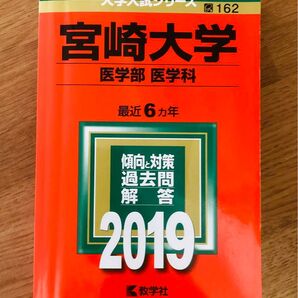 大学入試シリーズ 162
宮崎大学
医学部 医学科
最近6カ年
傾向と対策
過去問
解答
2019
教学社